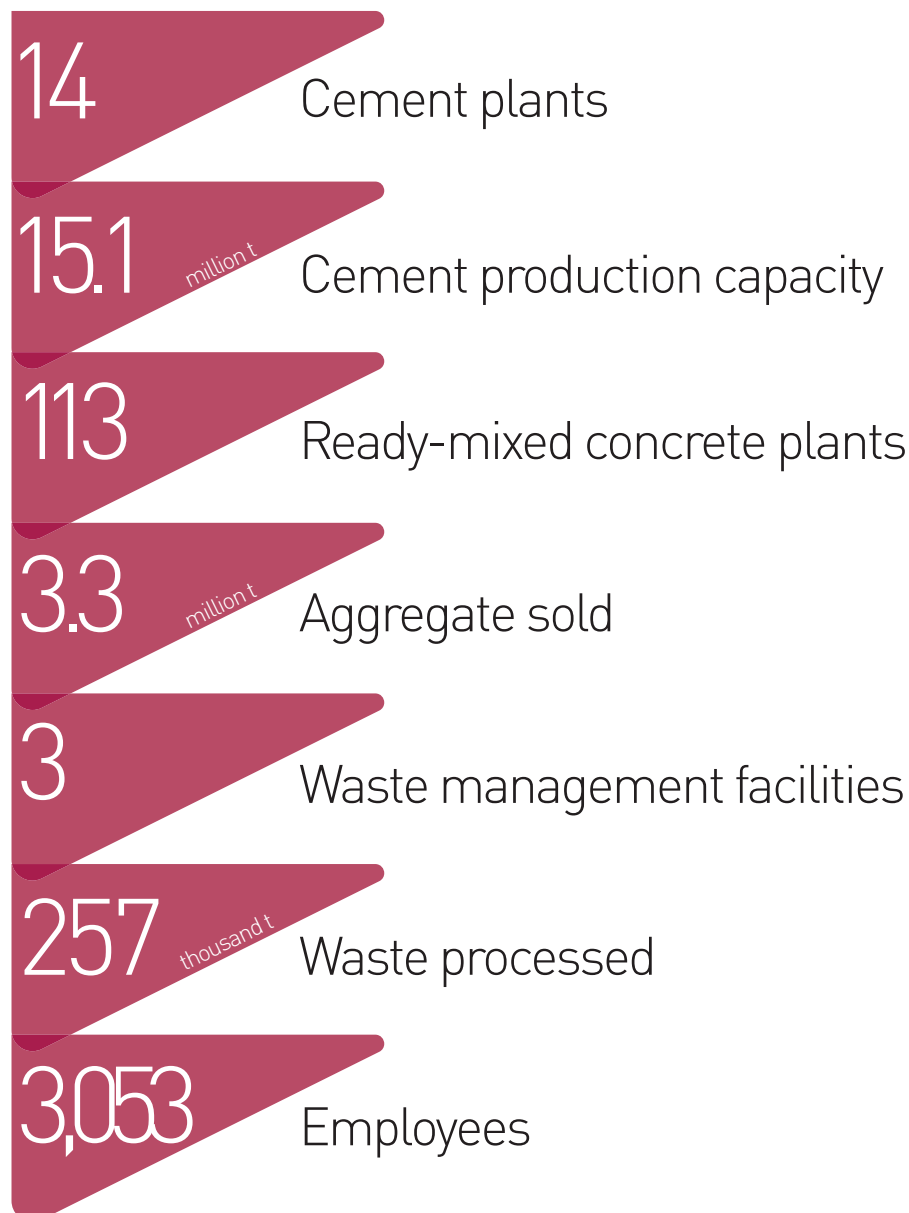 14
Cement plants
15.1 million t
Cement production capacity
113
Ready-mixed concrete plants
3.3 million t
Aggregate sold
3
Waste management facilities
257 thousand t
Waste processed
3,053
Employees